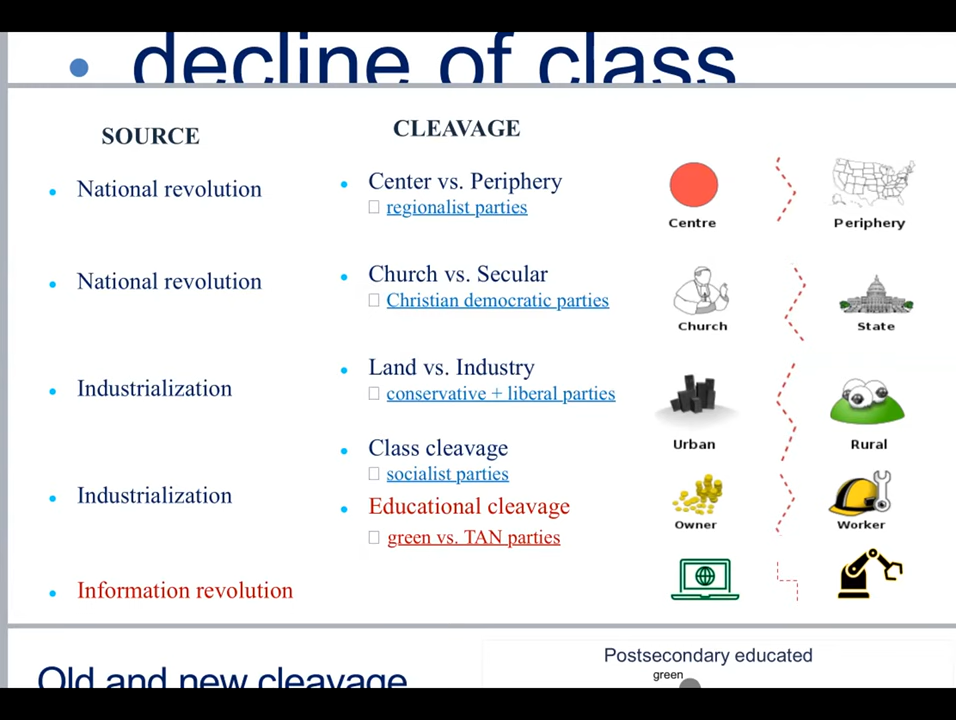 • decline of class
SOURCE
CLEAVAGE
• National revolution
• Center vs. Periphery
regionalist parties
Centre
Periphery
• National revolution
• Church vs. Secular
Christian democratic parties
Church
State
• Industrialization
• Land vs. Industry
conservative + liberal parties
Urban
Rural
• Industrialization
• Class cleavage
socialist parties
• Educational cleavage
green vs. TAN parties
Owner
Worker
• Information revolution
Old and new cleavage
Postsecondary educated
green